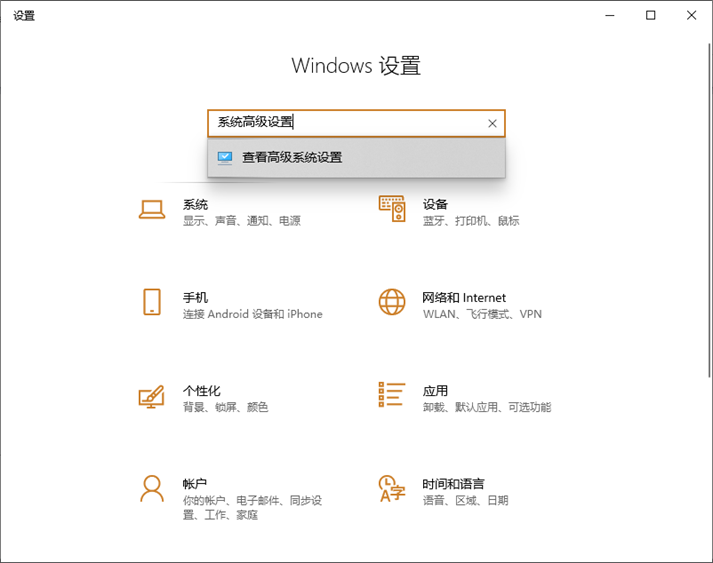 设置
Windows 设置
系统高级设置
查看高级系统设置
系统
显示、声音、通知、电源
设备
蓝牙、打印机、鼠标
手机
连接 Android 设备和 iPhone
网络和 Internet
WLAN、飞行模式、VPN
个性化
背景、锁屏、颜色
应用
卸载、默认应用、可选功能
帐户
你的帐户、电子邮件、同步设
置、工作、家庭
时间和语言
语音、区域、日期